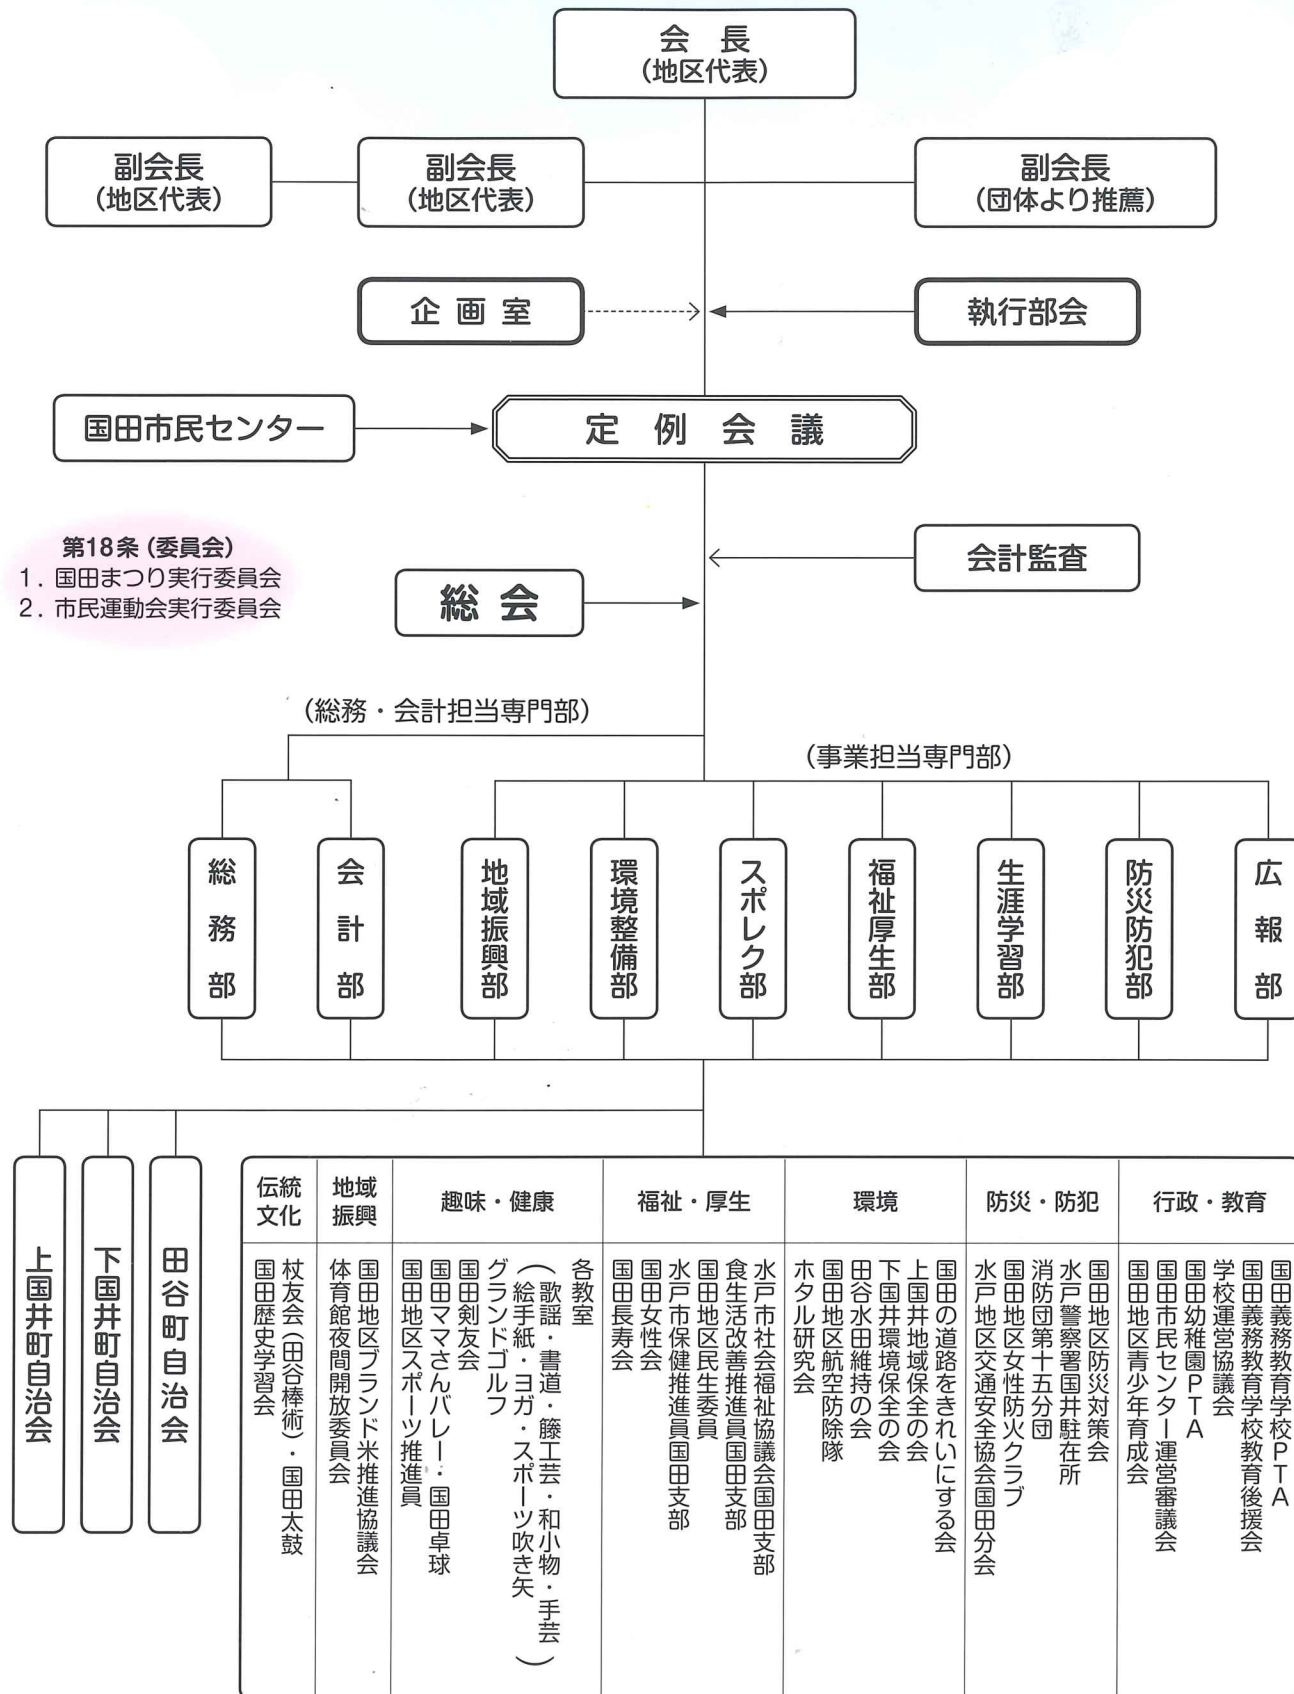 会長
(地区代表)
副会長
(地区代表)
副会長
(地区代表)
副会長
(団体より推薦)
企画室
執行部会
国田市民センター
定例会議
第18条(委員会)
1. 国田まつり実行委員会
2. 市民運動会実行委員会
会計監査
総会
(総務・会計担当専門部)
(事業担当専門部)
総務部
会計部
地域振興部
環境整備部
スポレク部
福祉厚生部
生涯学習部
防災防犯部
広報部
上国井町自治会
下国井町自治会
田谷町自治会
伝統文化
杖友会(田谷棒術)・国田太鼓
国田歴史学習会
地域振興
国田地区ブランド米推進協議会
体育館夜間開放委員会
趣味・健康
各教室
(歌謡・書道・籐工芸・和小物・手芸
絵手紙・ヨガ・スポーツ吹き矢)
グランドゴルフ
国田剣友会
国田ママさんバレー・国田卓球
国田地区スポーツ推進員
福祉・厚生
水戸市社会福祉協議会国田支部
食生活改善推進員国田支部
国田地区民生委員
水戸市保健推進員国田支部
国田女性会
国田長寿会
環境
国田の道路をきれいにする会
上国井地域保全の会
下国井環境保全の会
田谷水田維持の会
国田地区航空防除隊
ホタル研究会
防災・防犯
国田地区防災対策会
水戸警察署国井駐在所
消防団第十五分団
国田地区女性防火クラブ
水戸地区交通安全協会国田分会
行政・教育
国田義務教育学校PTA
国田義務教育学校教育後援会
学校運営協議会
国田幼稚園PTA
国田市民センター運営審議会
国田地区青少年育成会